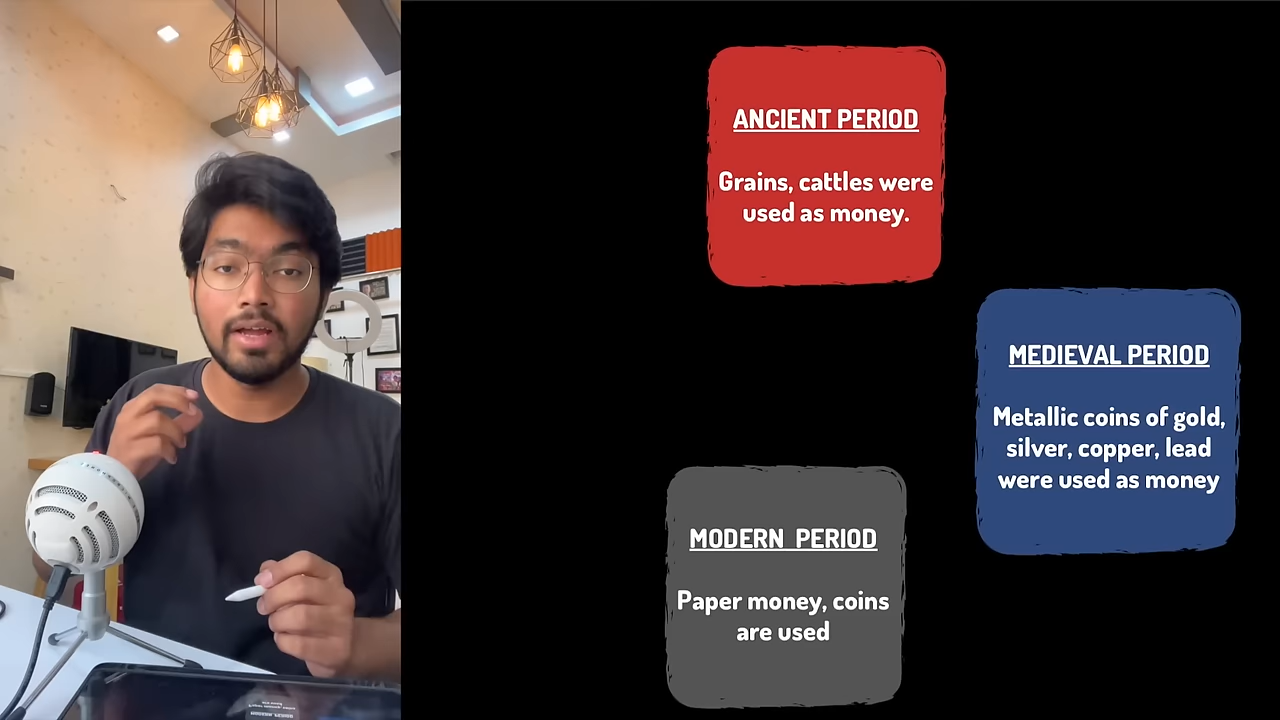 ANCIENT PERIOD
Grains, cattles were
used as money.
MEDIEVAL PERIOD
Metallic coins of gold,
silver, copper, lead
were used as money
MODERN PERIOD
Paper money, coins
are used